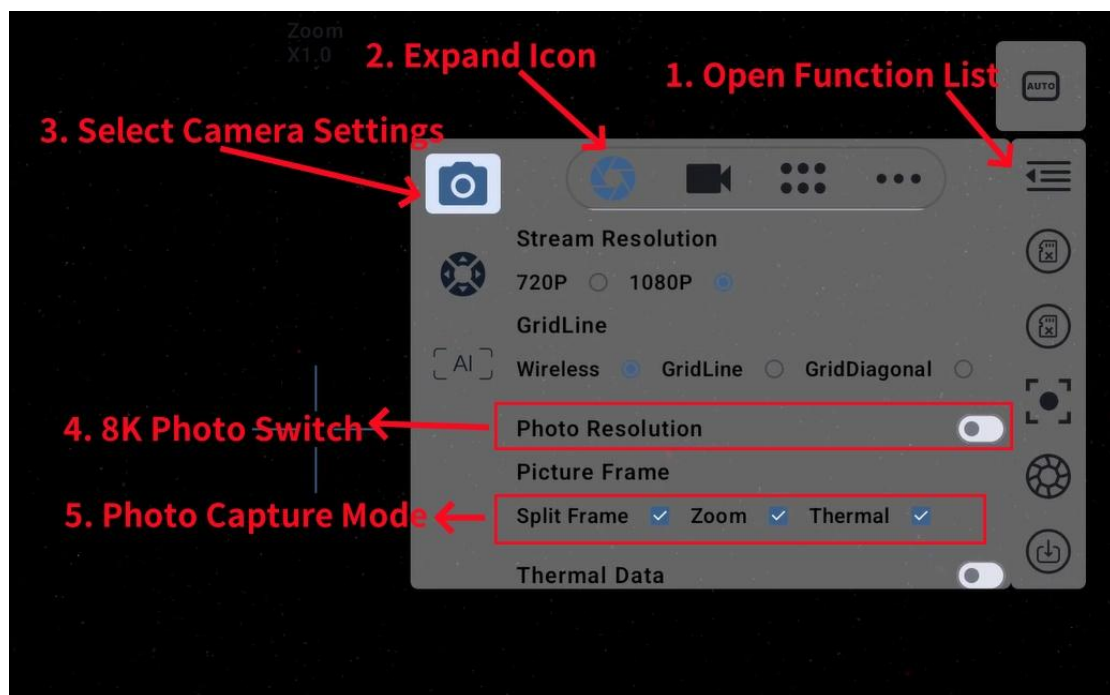 Zoom
X1.0
2. Expand Icon
1. Open Function List
AUTO
3. Select Camera Settings
Stream Resolution
720P 1080P
GridLine
AI
Wireless GridLine GridDiagonal
4. 8K Photo Switch
Photo Resolution
Picture Frame
5. Photo Capture Mode
Split Frame Zoom Thermal
Thermal Data